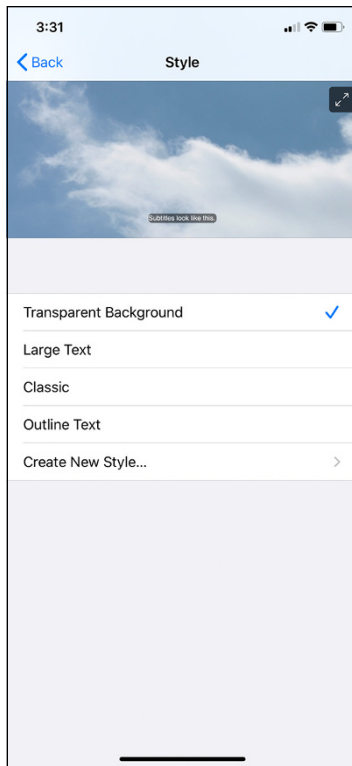 3:31
Back
Style
Subtitles look like this.
Transparent Background
Large Text
Classic
Outline Text
Create New Style...